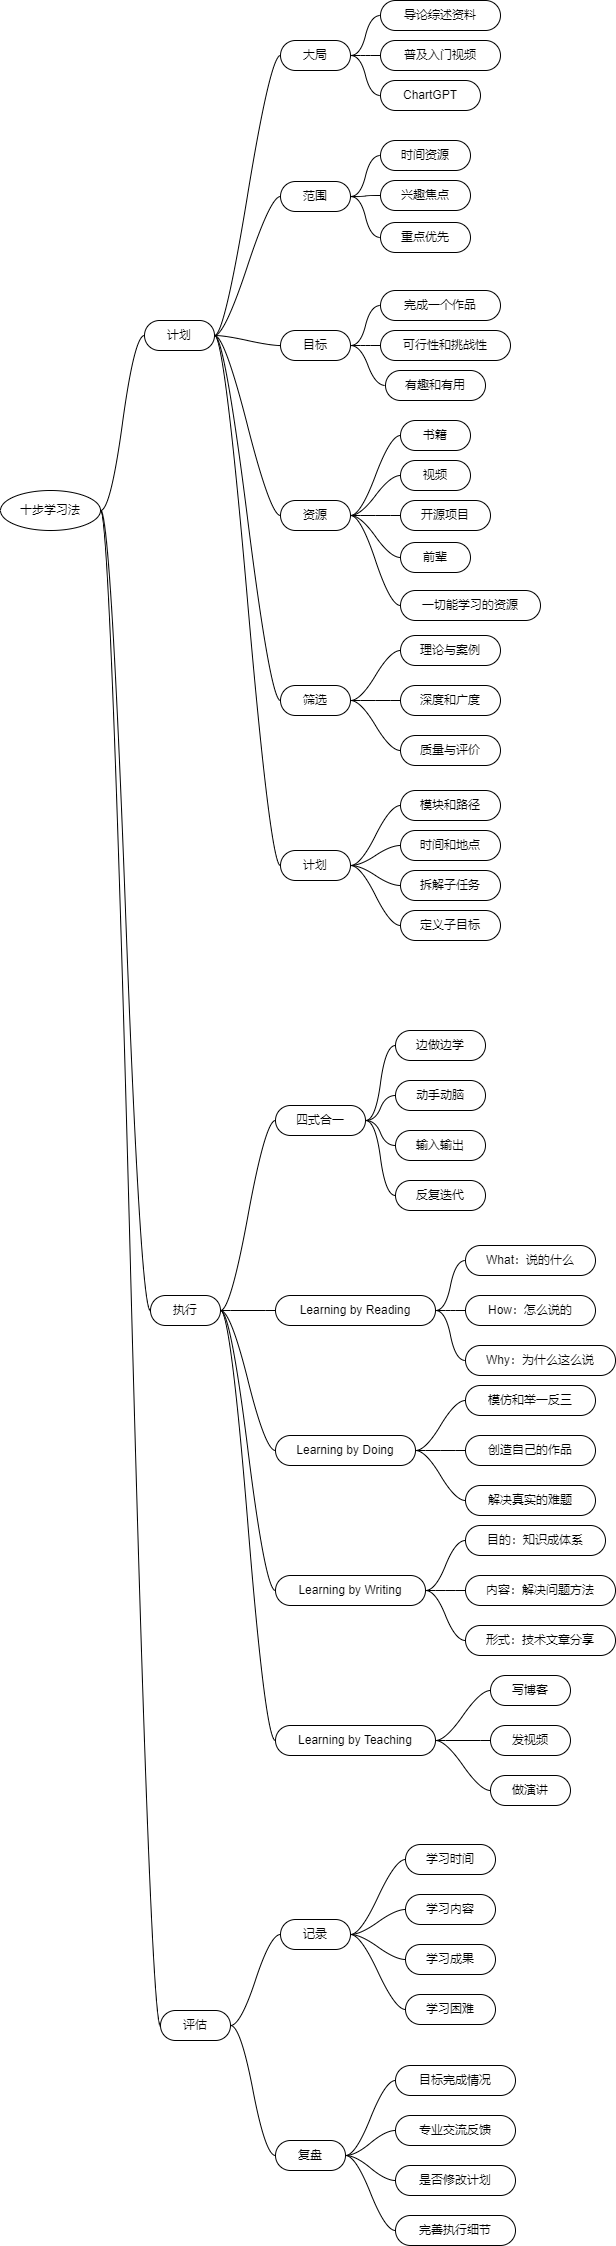 十步学习法
计划
大局
导论综述资料
普及入门视频
ChartGPT
范围
时间资源
兴趣焦点
重点优先
目标
完成一个作品
可行性和挑战性
有趣和有用
资源
书籍
视频
开源项目
前辈
一切能学习的资源
筛选
理论与案例
深度和广度
质量与评价
计划
模块和路径
时间和地点
拆解子任务
定义子目标
执行
四式合一
边做边学
动手动脑
输入输出
反复迭代
Learning by Reading
What：说的什么
How：怎么说的
Why：为什么这么说
Learning by Doing
模仿和举一反三
创造自己的作品
解决真实的难题
Learning by Writing
目的：知识成体系
内容：解决问题方法
形式：技术文章分享
Learning by Teaching
写博客
发视频
做演讲
评估
记录
学习时间
学习内容
学习成果
学习困难
复盘
目标完成情况
专业交流反馈
是否修改计划
完善执行细节